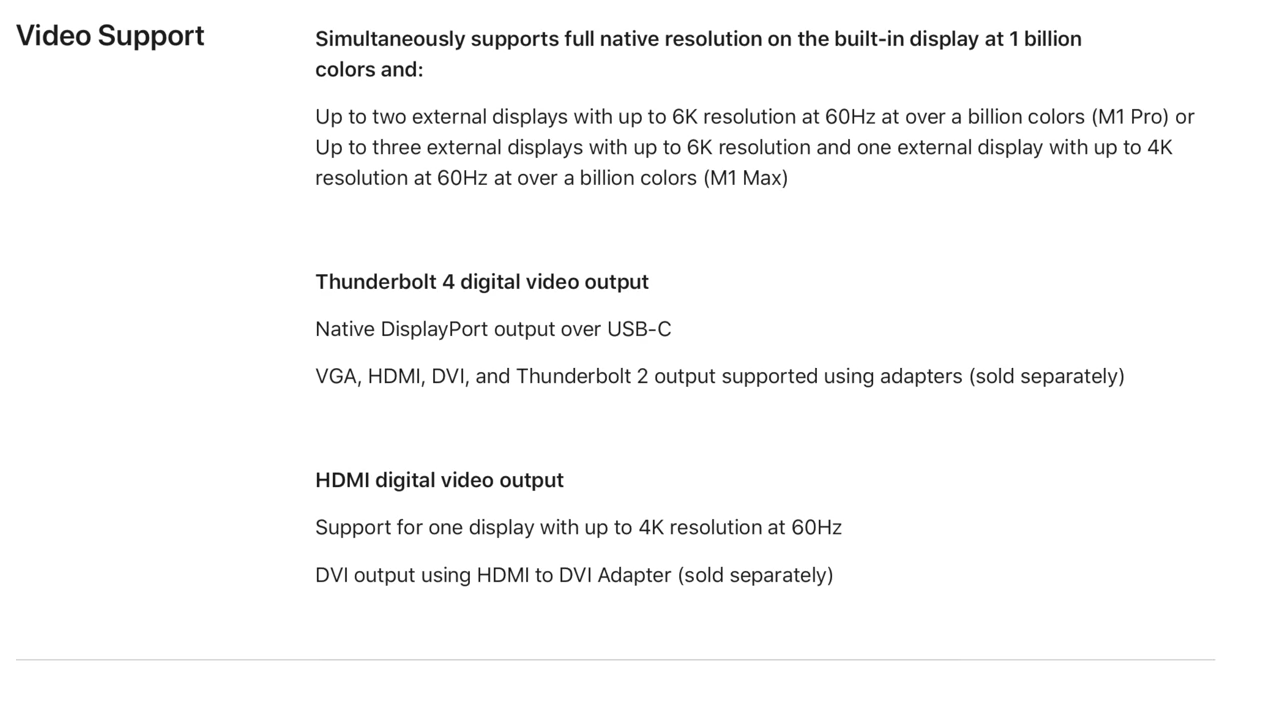 Video Support
Simultaneously supports full native resolution on the built-in display at 1 billion
colors and:
Up to two external displays with up to 6K resolution at 60Hz at over a billion colors (M1 Pro) or
Up to three external displays with up to 6K resolution and one external display with up to 4K
resolution at 60Hz at over a billion colors (M1 Max)
Thunderbolt 4 digital video output
Native DisplayPort output over USB-C
VGA, HDMI, DVI, and Thunderbolt 2 output supported using adapters (sold separately)
HDMI digital video output
Support for one display with up to 4K resolution at 60Hz
DVI output using HDMI to DVI Adapter (sold separately)